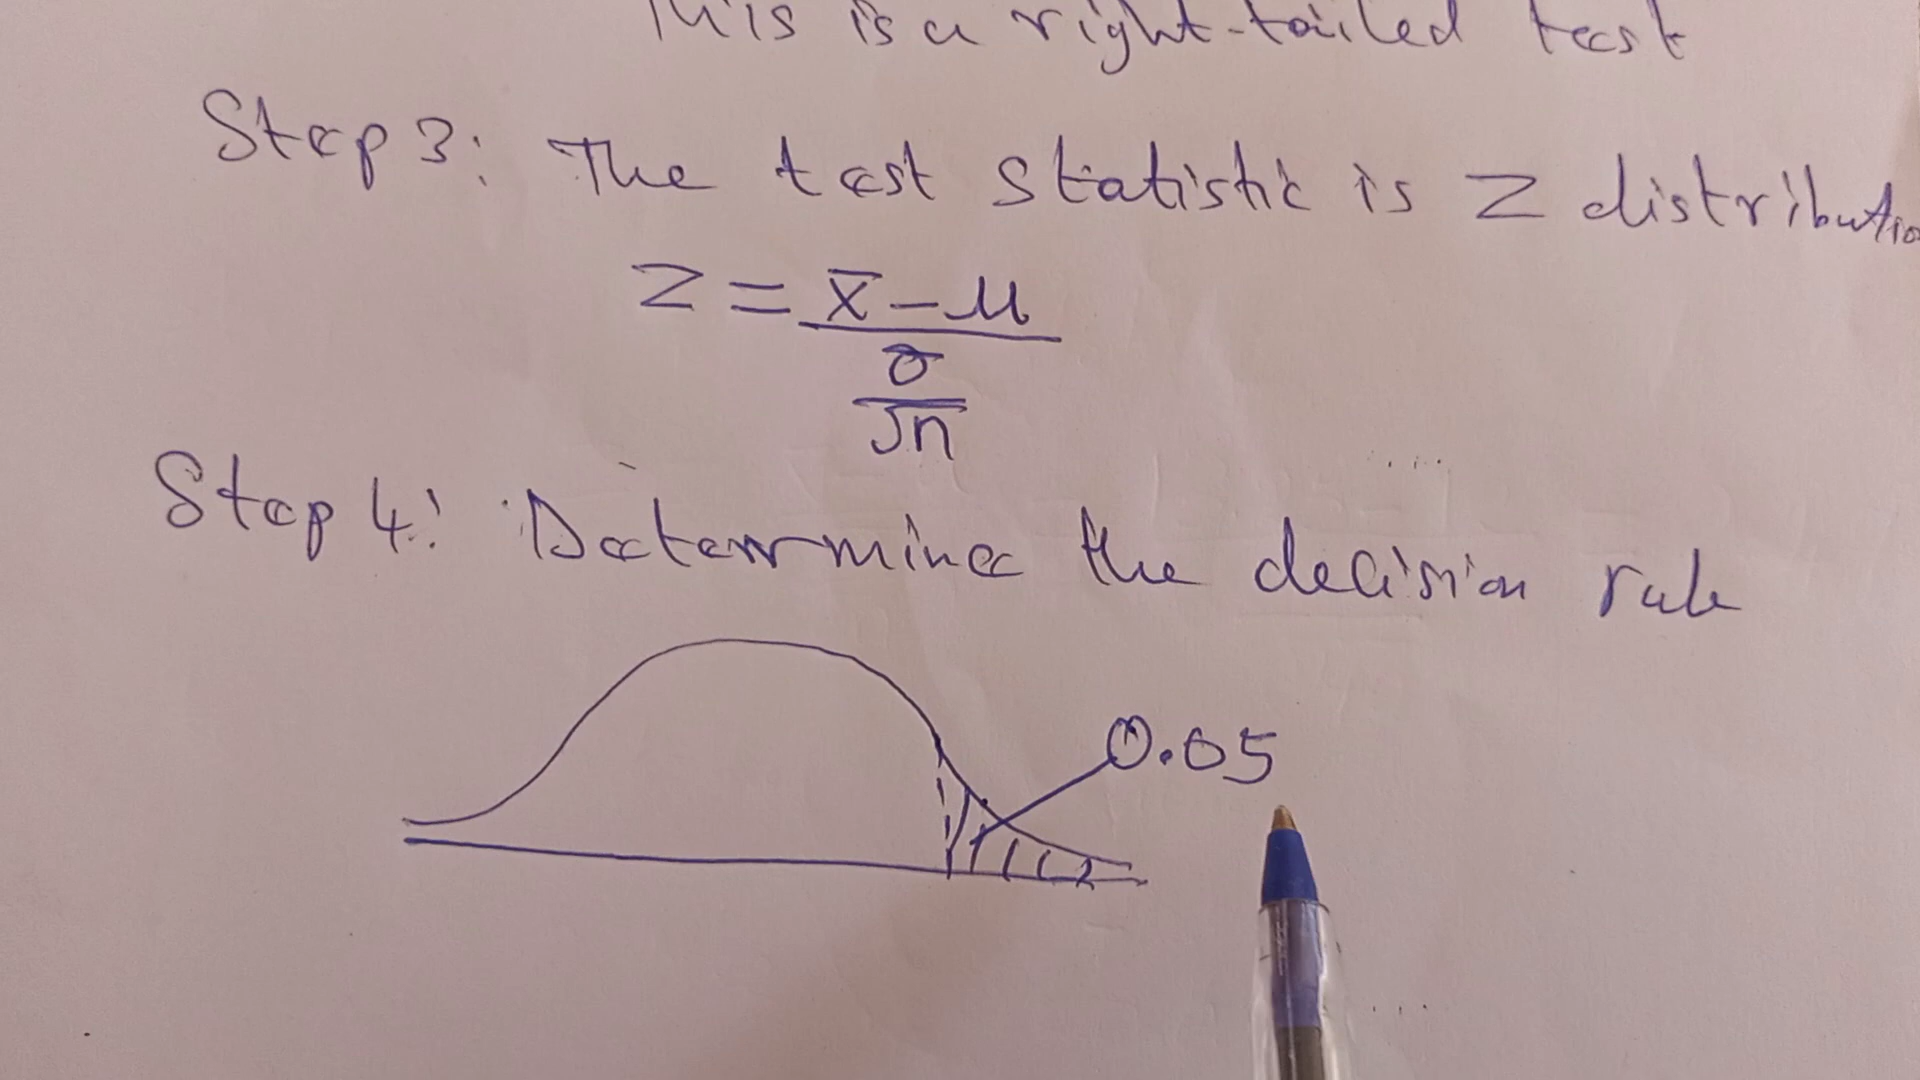 This is a right-tailed test
Step 3: The test statistic is Z distribution
Z = x̄ - μ
σ
√n
Step 4: Determine the decision rule
0.05